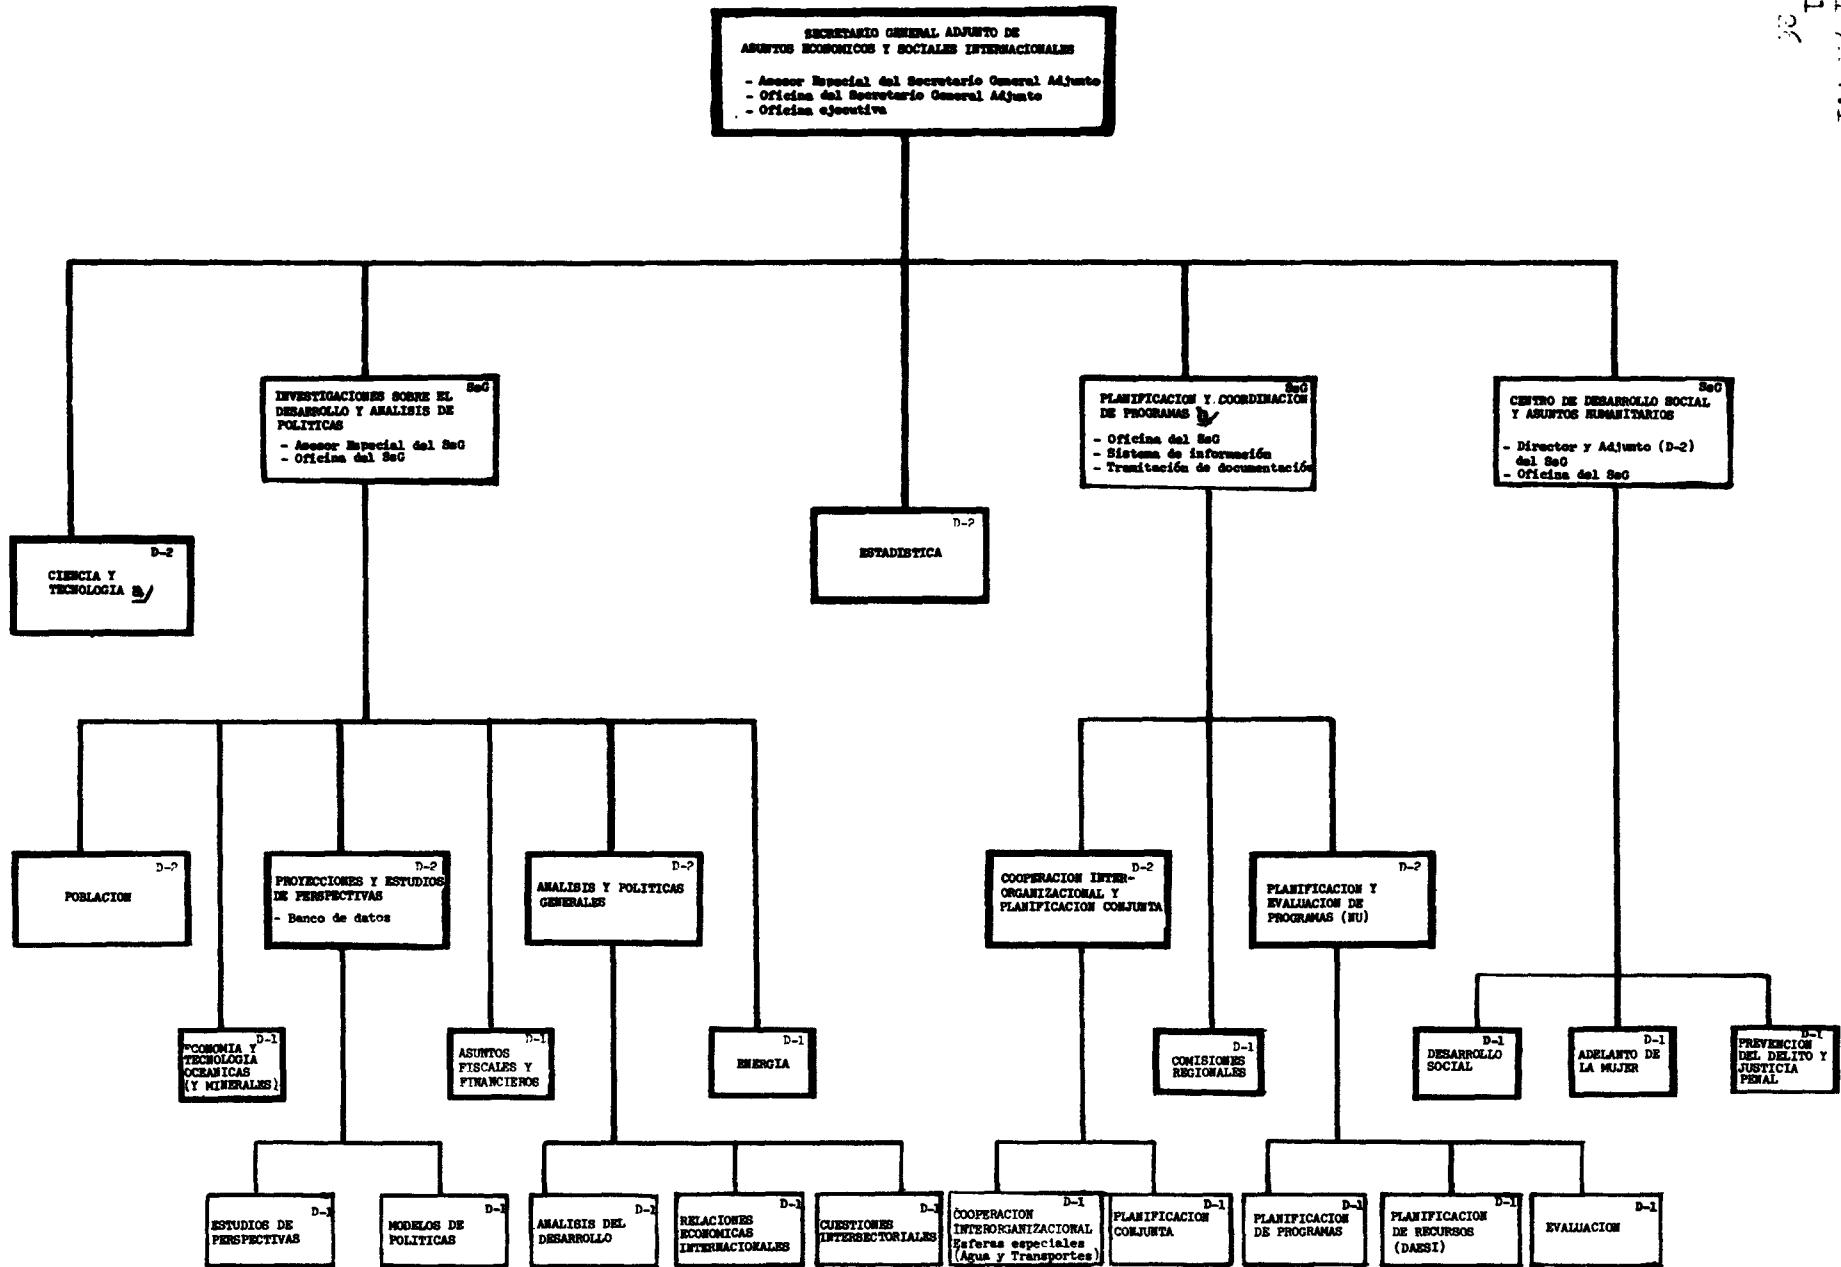 SECRETARIO GENERAL ADJUNTO DE
ASUNTOS ECONOMICOS Y SOCIALES INTERNACIONALES
- Asesor Especial del Secretario General Adjunto
- Oficina del Secretario General Adjunto
- Oficina ejecutiva
SsG
INVESTIGACIONES SOBRE EL
DESARROLLO Y ANALISIS DE
POLITICAS
- Asesor Especial del SsG
- Oficina del SsG
SsG
PLANIFICACION Y COORDINACION
DE PROGRAMAS a/
- Oficina del SsG
- Sistema de información
- Tramitación de documentación
SsG
CENTRO DE DESARROLLO SOCIAL
Y ASUNTOS HUMANITARIOS
- Director y Adjunto (D-2)
del SsG
- Oficina del SsG
D-2
CIENCIA Y
TECNOLOGIA a/
D-2
ESTADISTICA
D-2
POBLACION
D-2
PROYECCIONES Y ESTUDIOS
DE PERSPECTIVAS
- Banco de datos
D-2
ANALISIS Y POLITICAS
GENERALES
D-2
COOPERACION INTER-
ORGANIZACIONAL Y
PLANIFICACION CONJUNTA
D-2
PLANIFICACION Y
EVALUACION DE
PROGRAMAS (NU)
D-1
ECONOMIA Y
TECNOLOGIA
OCEANICAS
(Y MINERALES)
D-1
ASUNTOS
FISCALES Y
FINANCIEROS
D-1
ENERGIA
D-1
COMISIONES
REGIONALES
D-1
DESARROLLO
SOCIAL
D-1
ADELANTO DE
LA MUJER
D-1
PREVENCION
DEL DELITO Y
JUSTICIA
PENAL
D-1
ESTUDIOS DE
PERSPECTIVAS
D-1
MODELOS DE
POLITICAS
D-1
ANALISIS DEL
DESARROLLO
D-1
RELACIONES
ECONOMICAS
INTERNACIONALES
D-1
CUESTIONES
INTERSECTORIALES
D-1
COOPERACION
INTERORGANIZACIONAL
Esferas especiales
(Agua y Transportes)
D-1
PLANIFICACION
CONJUNTA
D-1
PLANIFICACION
DE PROGRAMAS
D-1
PLANIFICACION
DE RECURSOS
(DAESI)
D-1
EVALUACION